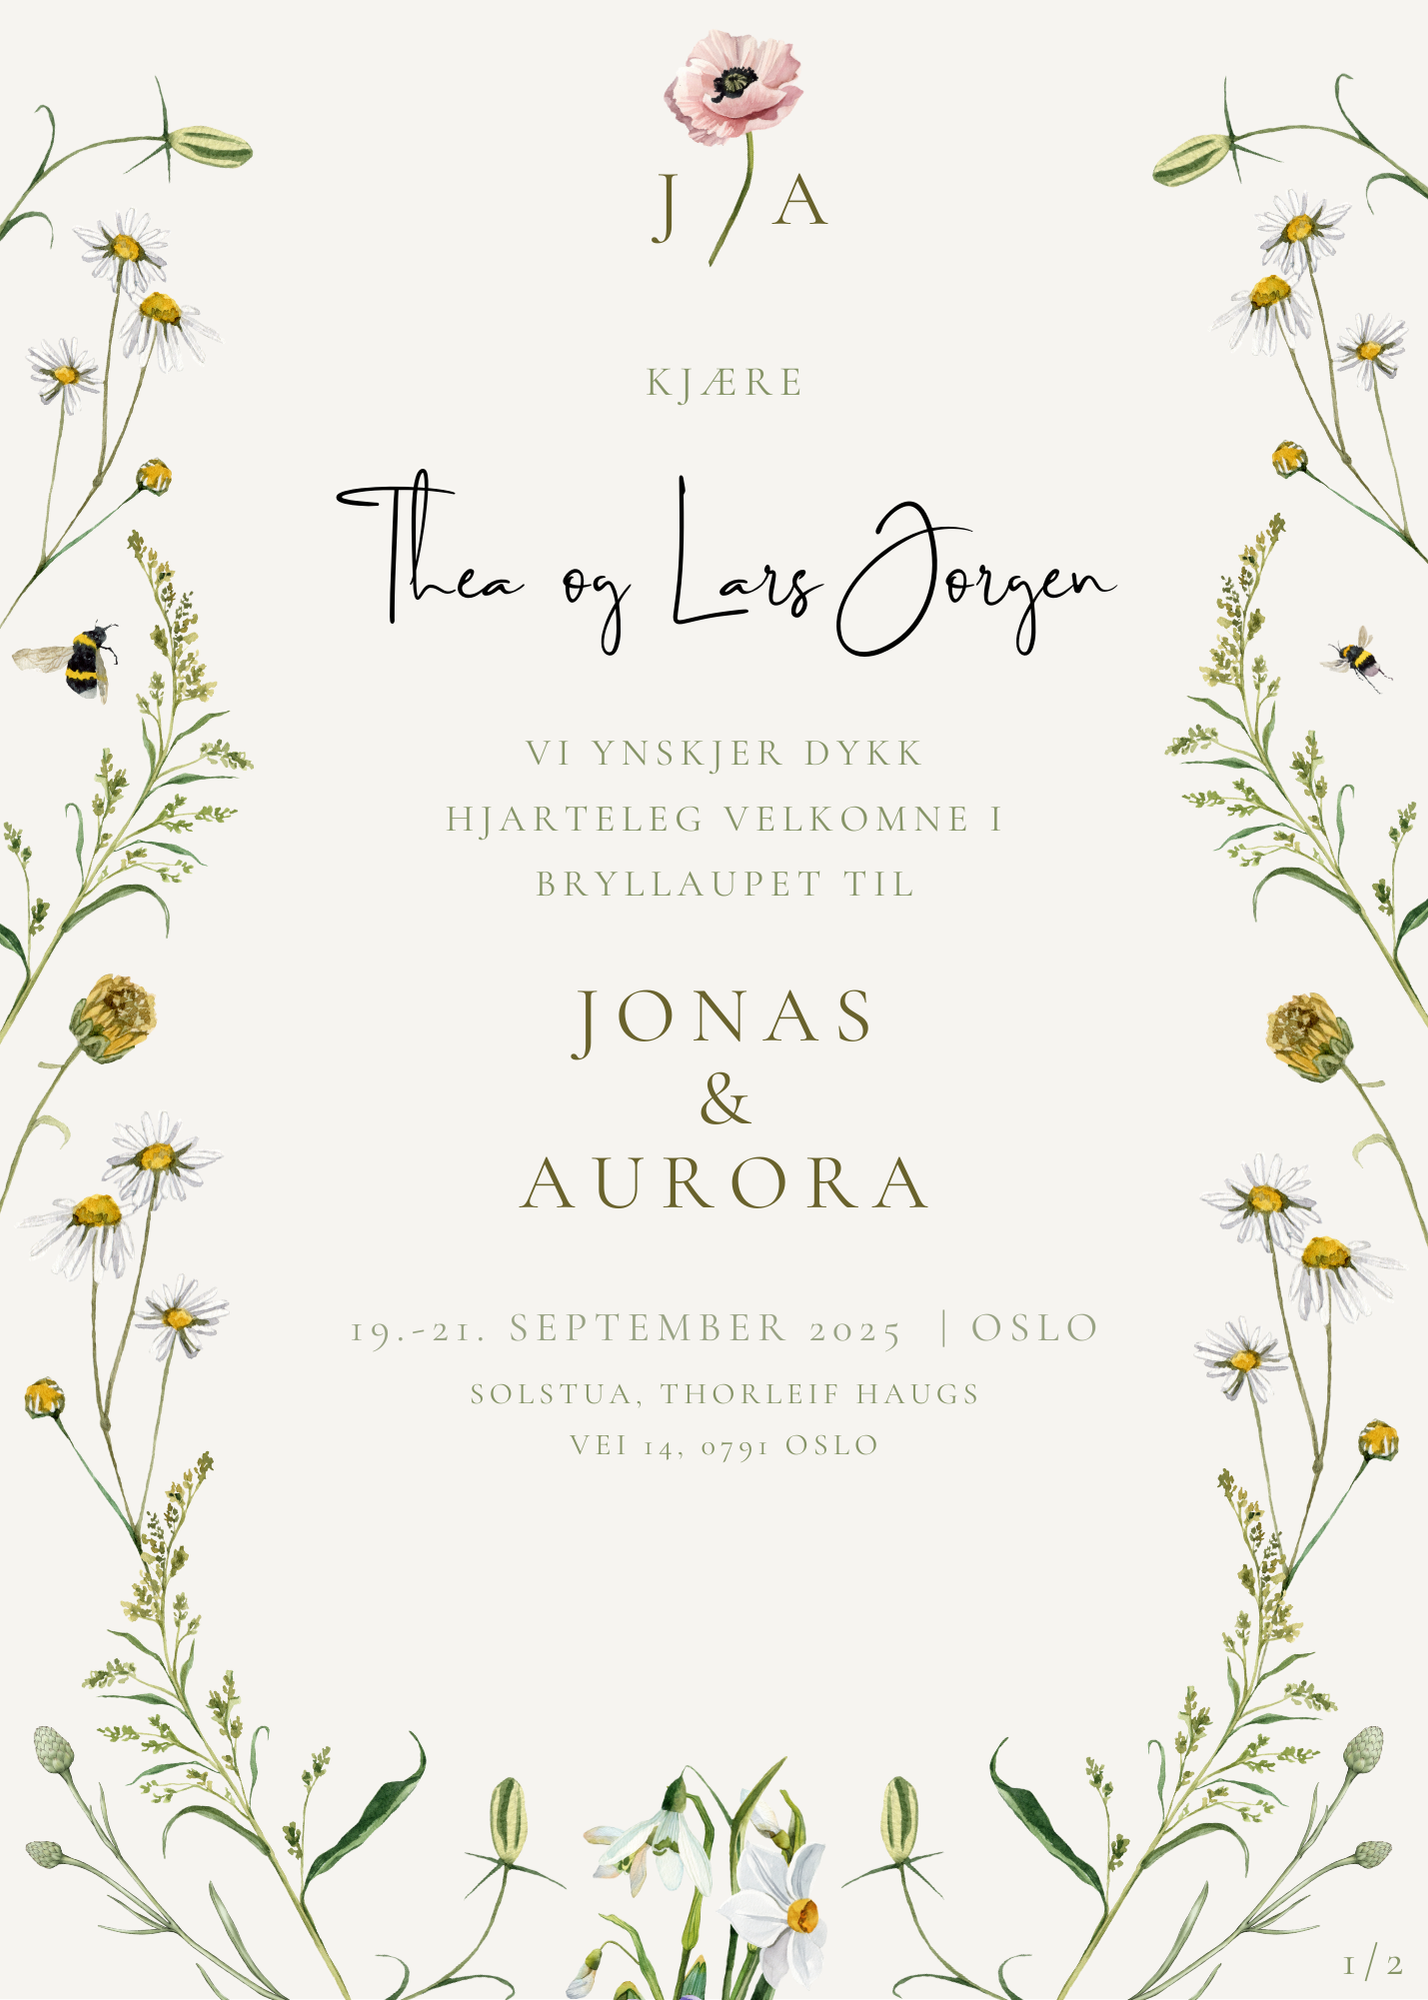 J A
KJÆRE
Thea og Lars Jorgen
VI YNSKJER DYKK
HJARTELEG VELKOMNE I
BRYLLAUPET TIL
JONAS
&
AURORA
19.-21. SEPTEMBER 2025 | OSLO
SOLSTUA, THORLEIF HAUGS
VEI 14, 0791 OSLO
1/2